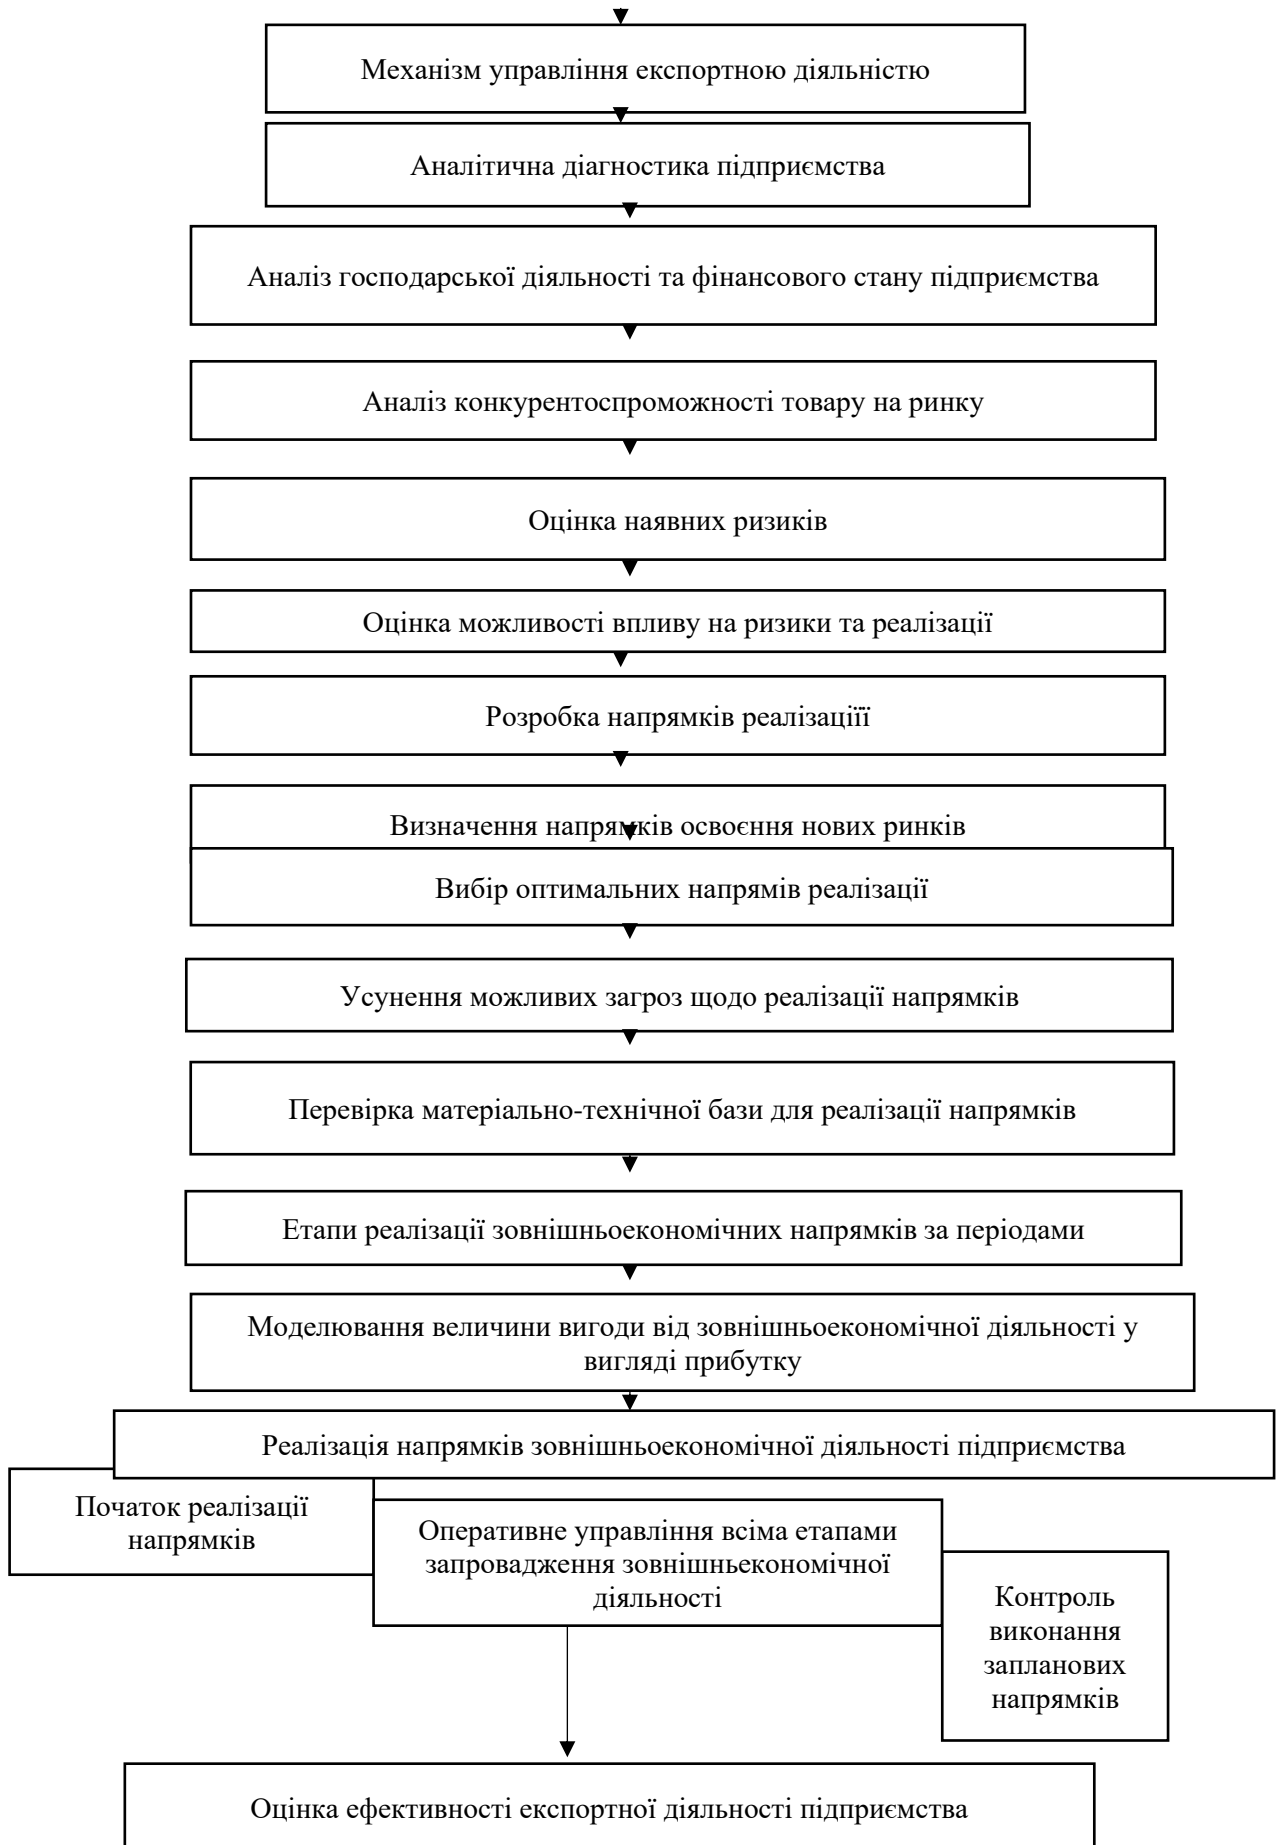 Механізм управління експортною діяльністю
Аналітична діагностика підприємства
Аналіз господарської діяльності та фінансового стану підприємства
Аналіз конкурентоспроможності товару на ринку
Оцінка наявних ризиків
Оцінка можливості впливу на ризики та реалізації
Розробка напрямків реалізаціїї
Визначення напрямків освоєння нових ринків
Вибір оптимальних напрямів реалізації
Усунення можливих загроз щодо реалізації напрямків
Перевірка матеріально-технічної бази для реалізації напрямків
Етапи реалізації зовнішньоекономічних напрямків за періодами
Моделювання величини вигоди від зовнішньоекономічної діяльності у
вигляді прибутку
Реалізація напрямків зовнішньоекономічної діяльності підприємства
Початок реалізації
напрямків
Оперативне управління всіма етапами
запровадження зовнішньекономічної
діяльності
Контроль
виконання
запланових
напрямків
Оцінка ефективності експортної діяльності підприємства